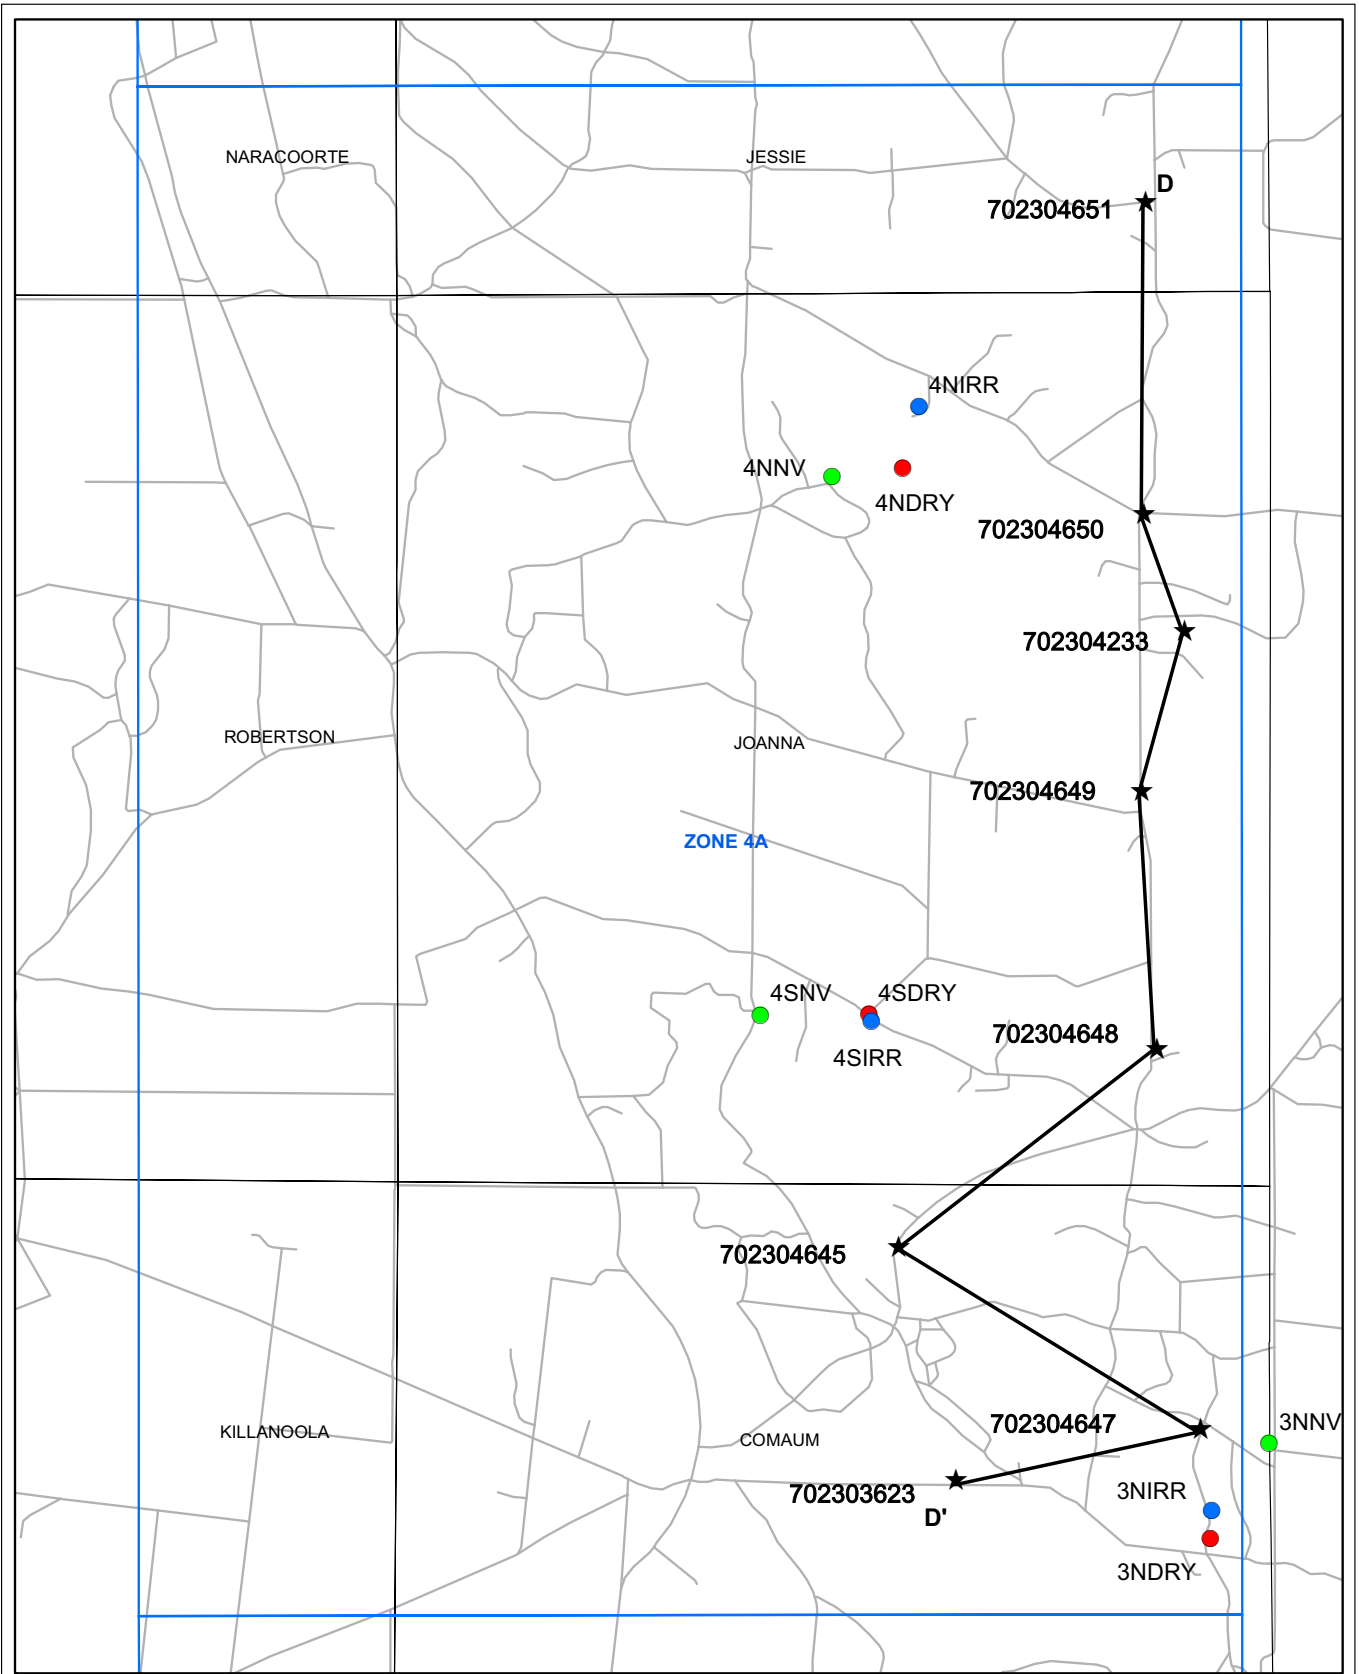 NARACOORTE
JESSIE
D
702304651
4NIRR
4NNV
4NDRY
702304650
702304233
ROBERTSON
JOANNA
702304649
ZONE 4A
4SNV
4SDRY
702304648
4SIRR
702304645
3NNV
702304647
KILLANOOLA
COMAUM
3NIRR
702303623
D'
3NDRY